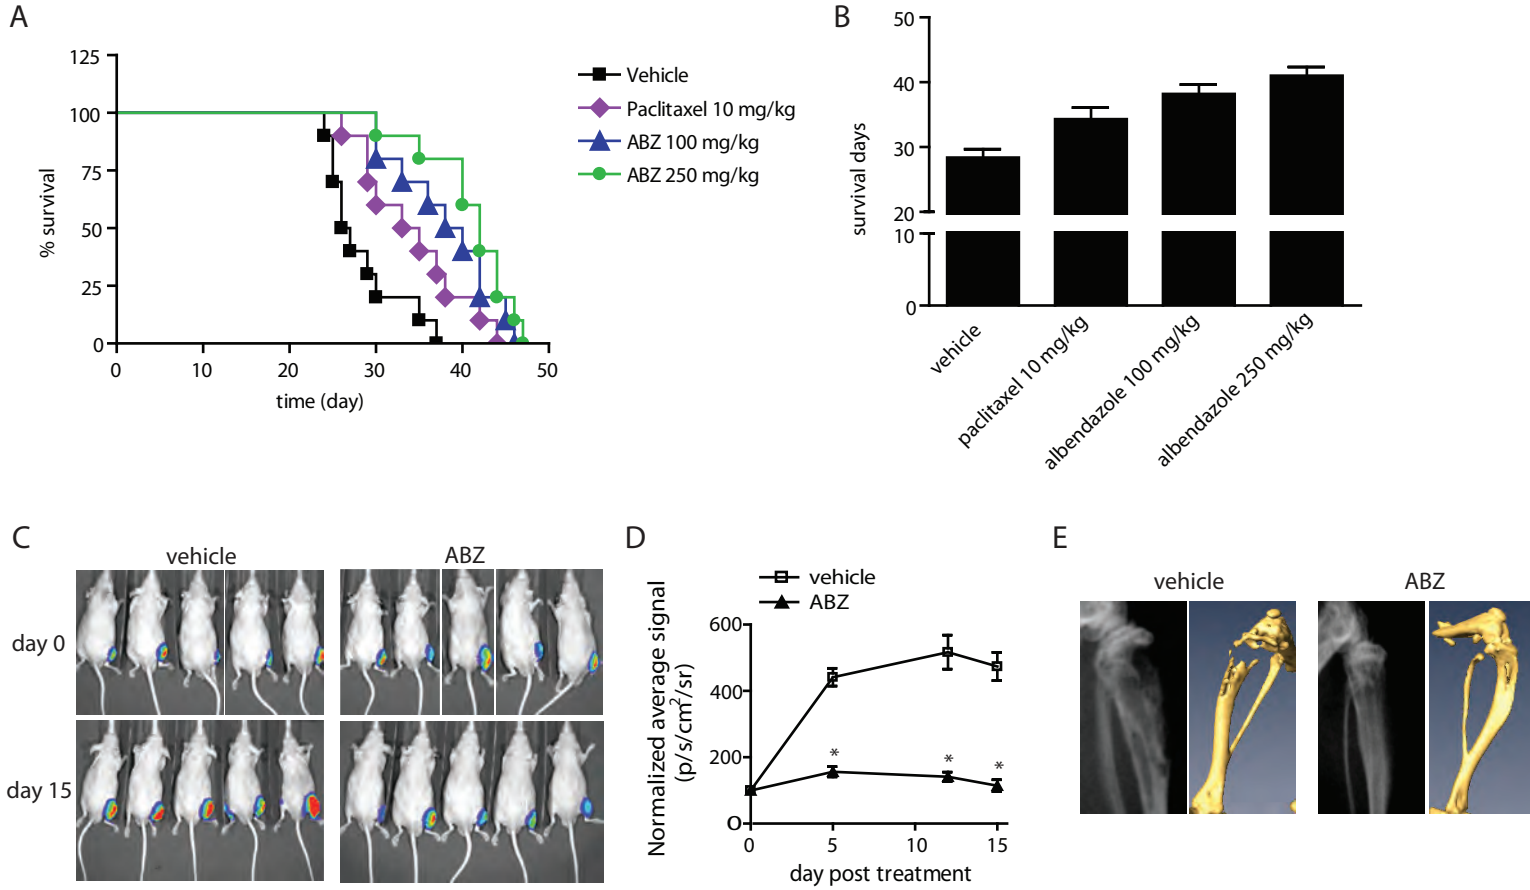 A
125
100
75
50
25
0
% survival
0 10 20 30 40 50
time (day)
Vehicle
Paclitaxel 10 mg/kg
ABZ 100 mg/kg
ABZ 250 mg/kg
B
50
40
30
20
10
0
survival days
vehicle
paclitaxel 10 mg/kg
albendazole 100 mg/kg
albendazole 250 mg/kg
C
vehicle ABZ
day 0
day 15
D
vehicle
ABZ
Normalized average signal
(p/s/cm²/sr)
600
400
200
0
* * *
0 5 10 15
day post treatment
E
vehicle ABZ